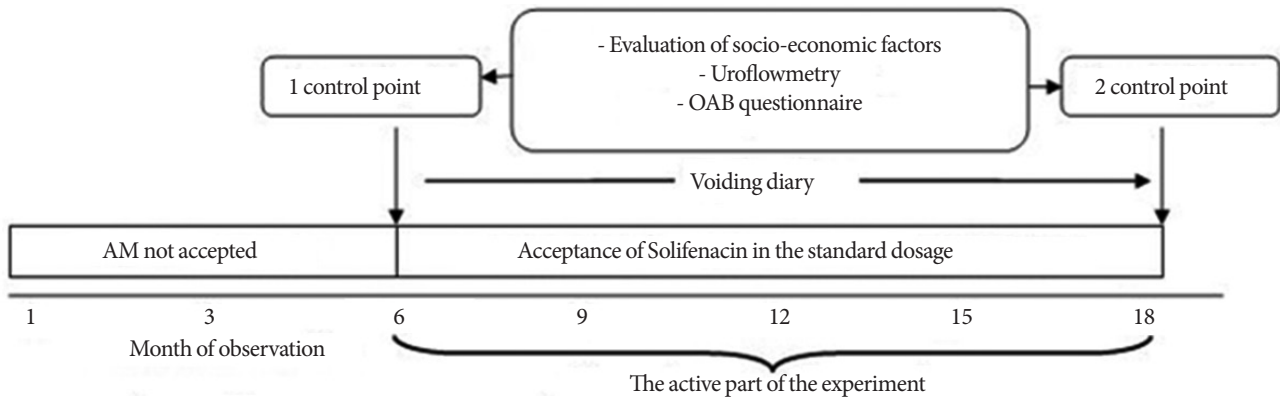 - Evaluation of socio-economic factors
- Uroflowmetry
- OAB questionnaire
1 control point
2 control point
Voiding diary
AM not accepted
Acceptance of Solifenacin in the standard dosage
1 3 6 9 12 15 18
Month of observation
The active part of the experiment